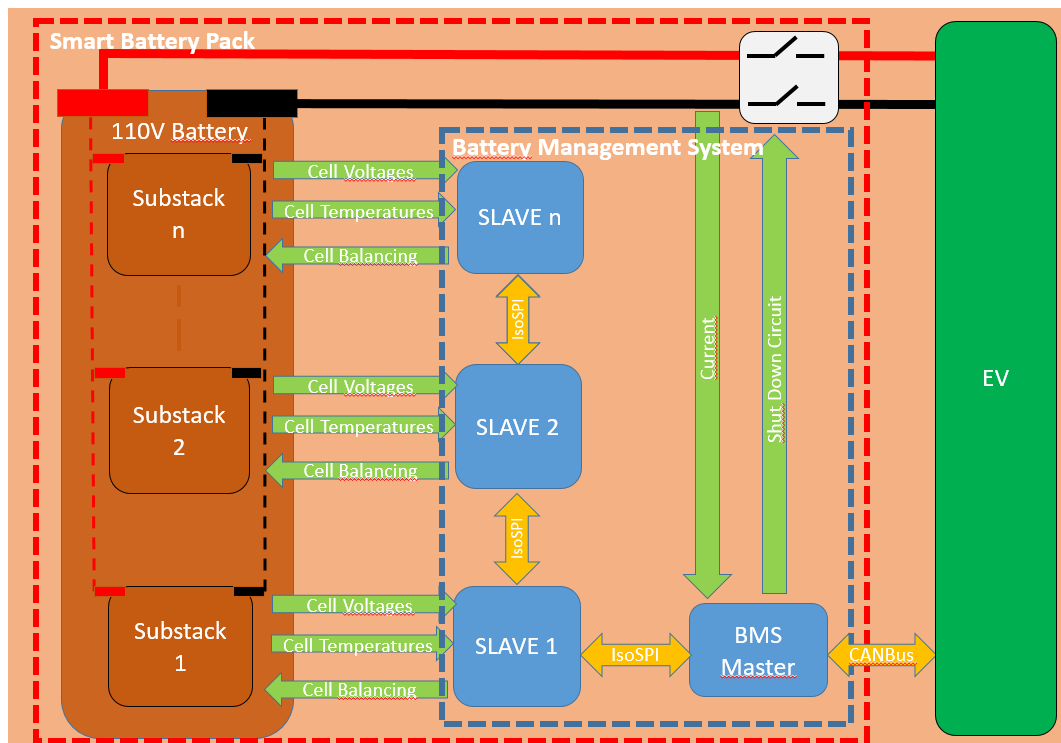 Smart Battery Pack
110V Battery
Battery Management System
Substack
n
Cell Voltages
Cell Temperatures
Cell Balancing
SLAVE n
IsoSPI
Substack
2
Cell Voltages
Cell Temperatures
Cell Balancing
SLAVE 2
IsoSPI
Substack
1
Cell Voltages
Cell Temperatures
Cell Balancing
SLAVE 1
IsoSPI
Current
Shut Down Circuit
BMS
Master
CANBus
EV